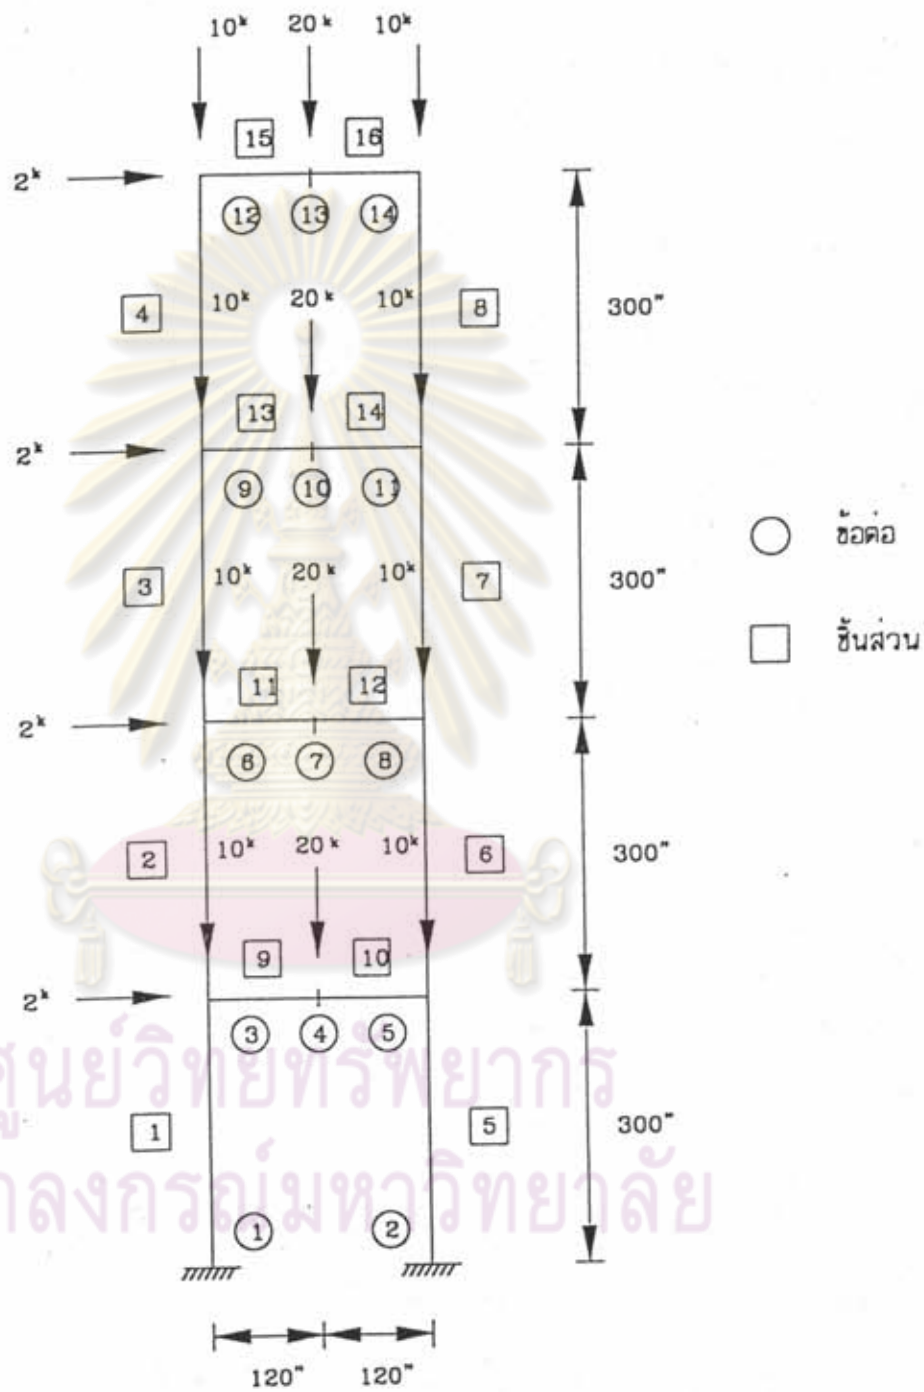 10ᵏ 20ᵏ 10ᵏ
15 16
2ᵏ
12 13 14
4 10ᵏ 20ᵏ 10ᵏ 8 300"
13 14
2ᵏ
9 10 11
ข้อต่อ
3 10ᵏ 20ᵏ 10ᵏ 7 300"
ชิ้นส่วน
11 12
2ᵏ
6 7 8
2 10ᵏ 20ᵏ 10ᵏ 6 300"
9 10
2ᵏ
3 4 5
ศูนย์วิทยทรัพยากร
1 5 300"
าลงกรณ์มหาวิทยาลัย
1 2
120" 120"